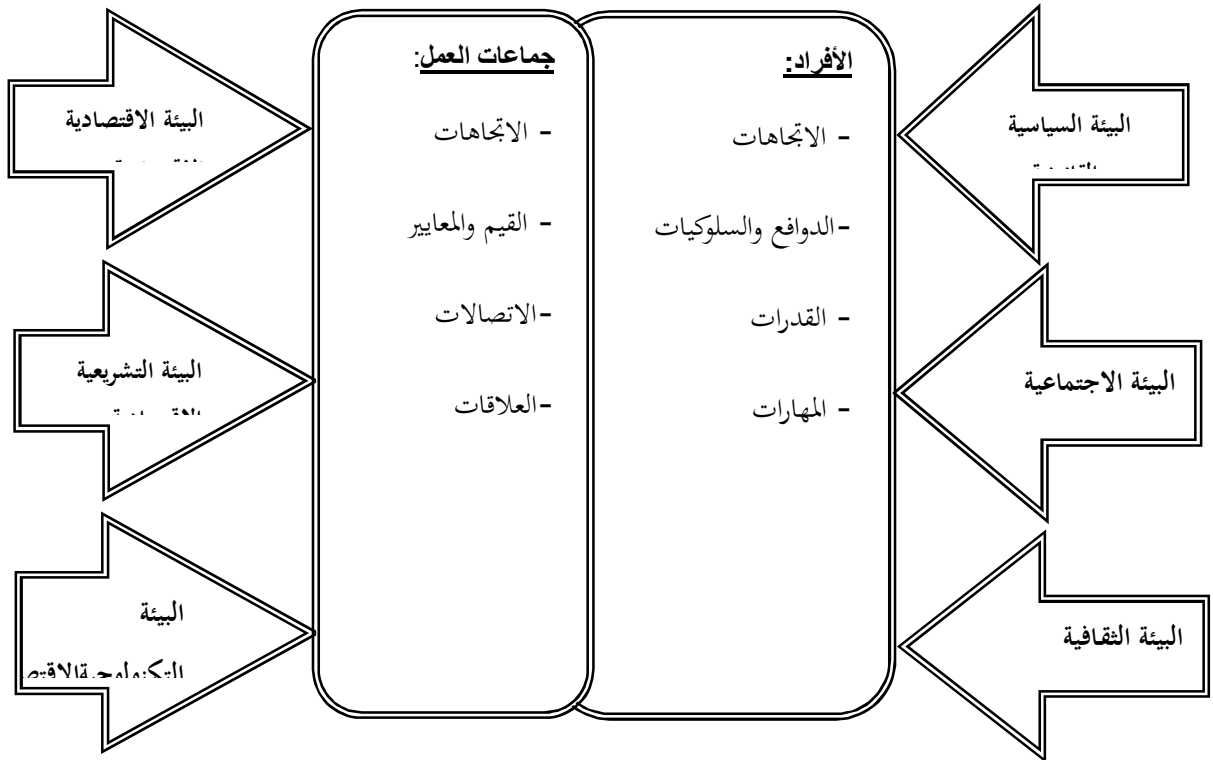 الأفراد:
- الاتجاهات
-الدوافع والسلوكيات
- القدرات
- المهارات
جماعات العمل:
- الاتجاهات
- القيم والمعايير
-الاتصالات
-العلاقات
البيئة السياسية
البيئة الاجتماعية
البيئة الثقافية
البيئة الاقتصادية
البيئة التشريعية
البيئة
التكنولوجيةالاقتص